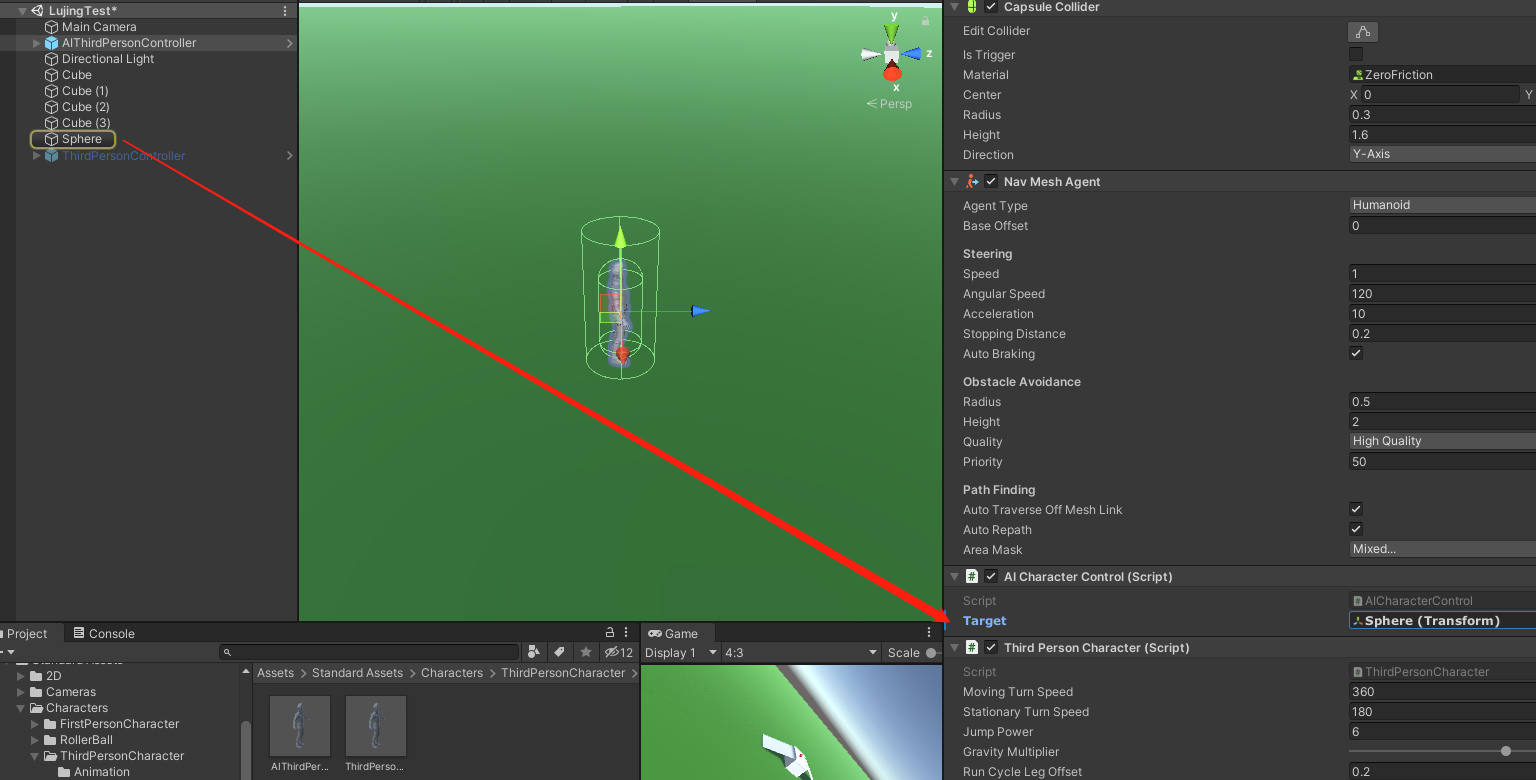 LujingTest*
Main Camera
AIThirdPersonController
Directional Light
Cube
Cube (1)
Cube (2)
Cube (3)
Sphere
ThirdPersonController
y
z
x
Persp
Capsule Collider
Edit Collider
Is Trigger
Material ZeroFriction
Center X 0 Y
Radius 0.3
Height 1.6
Direction Y-Axis
Nav Mesh Agent
Agent Type Humanoid
Base Offset 0
Steering
Speed 1
Angular Speed 120
Acceleration 10
Stopping Distance 0.2
Auto Braking
Obstacle Avoidance
Radius 0.5
Height 2
Quality High Quality
Priority 50
Path Finding
Auto Traverse Off Mesh Link
Auto Repath
Area Mask Mixed...
# AI Character Control (Script)
Script # AICharacterControl
Target Sphere (Transform)
# Third Person Character (Script)
Script # ThirdPersonCharacter
Moving Turn Speed 360
Stationary Turn Speed 180
Jump Power 6
Gravity Multiplier
Run Cycle Leg Offset 0.2
Project Console
12
Standard Assets
2D
Cameras
Characters
FirstPersonCharacter
RollerBall
ThirdPersonCharacter
Animation
Assets > Standard Assets > Characters > ThirdPersonCharacter >
AIThirdPer... ThirdPerso...
Game
Display 1 4:3 Scale